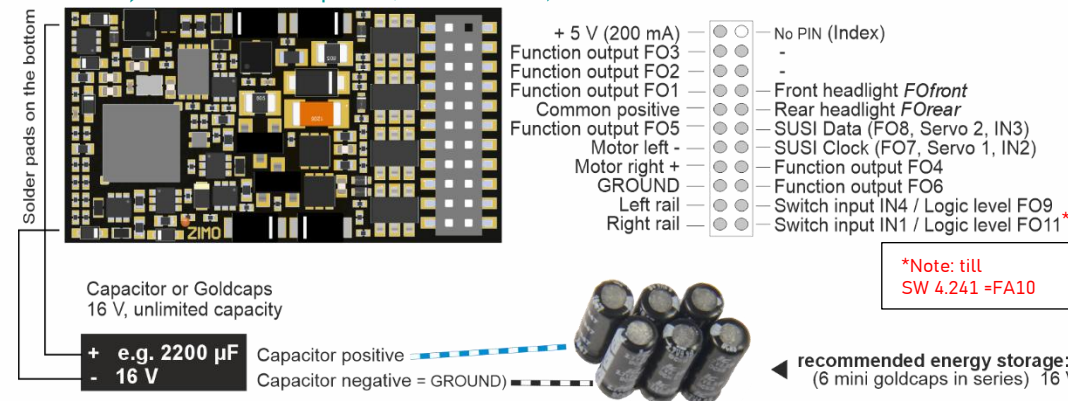 Solder pads on the bottom
ZIMO
+ 5 V (200 mA)
Function output FO3
Function output FO2
Function output FO1
Common positive
Function output FO5
Motor left -
Motor right +
GROUND
Left rail
Right rail
No PIN (Index)
-
-
Front headlight FOfront
Rear headlight FOrear
SUSI Data (FO8, Servo 2, IN3)
SUSI Clock (FO7, Servo 1, IN2)
Function output FO4
Function output FO6
Switch input IN4 / Logic level FO9
Switch input IN1 / Logic level FO11*
*Note: till
SW 4.241 =FA10
Capacitor or Goldcaps
16 V, unlimited capacity
+ e.g. 2200 µF
- 16 V
Capacitor positive
Capacitor negative = GROUND)
recommended energy storage:
(6 mini goldcaps in series) 16